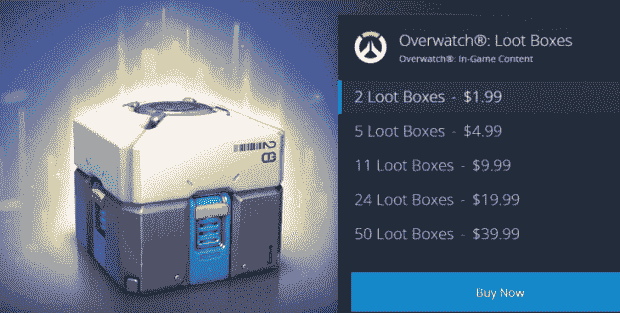 Overwatch®: Loot Boxes
Overwatch®: In-Game Content
2 Loot Boxes - $1.99
5 Loot Boxes - $4.99
11 Loot Boxes - $9.99
24 Loot Boxes - $19.99
50 Loot Boxes - $39.99
Buy Now